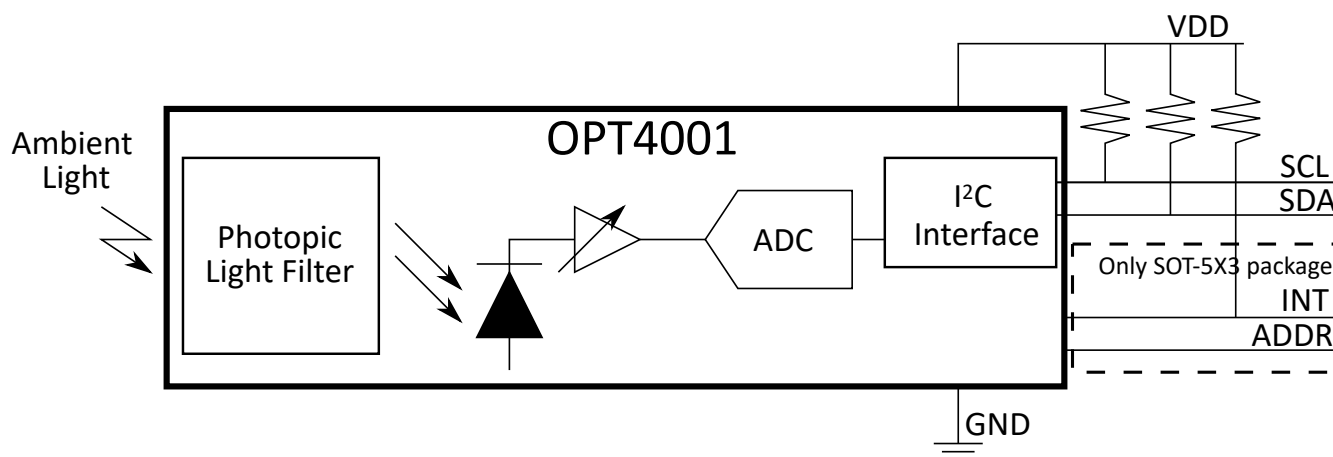 VDD
OPT4001
Ambient
Light
Photopic
Light Filter
ADC
I²C
Interface
SCL
SDA
Only SOT-5X3 package
INT
ADDR
GND